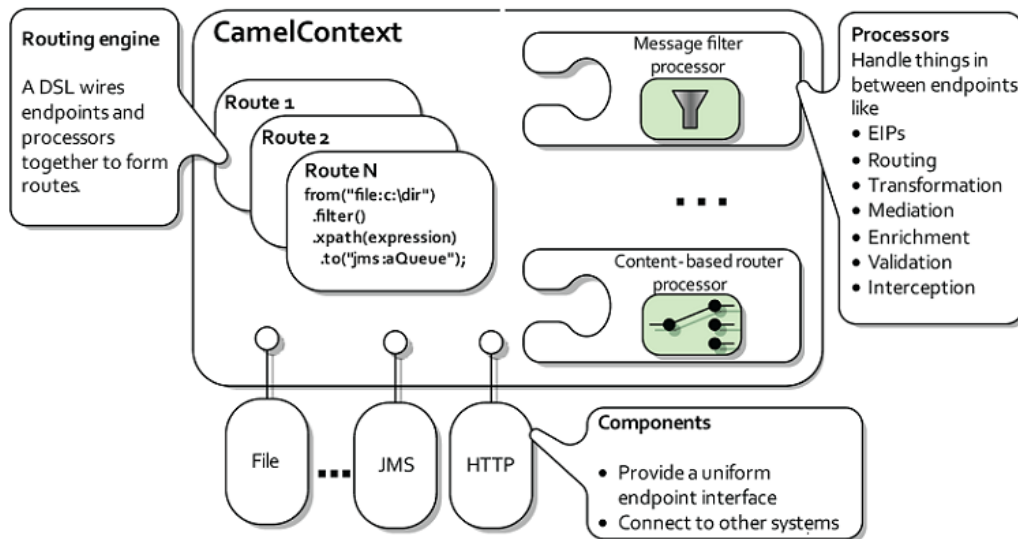 Routing engine
A DSL wires
endpoints and
processors
together to form
routes.
CamelContext
Route 1
Route 2
Route N
from("file:c:\dir")
.filter()
.xpath(expression)
.to("jms:aQueue");
Message filter
processor
...
Content-based router
processor
Processors
Handle things in
between endpoints
like
• EIPs
• Routing
• Transformation
• Mediation
• Enrichment
• Validation
• Interception
File
...
JMS
HTTP
Components
• Provide a uniform
endpoint interface
• Connect to other systems